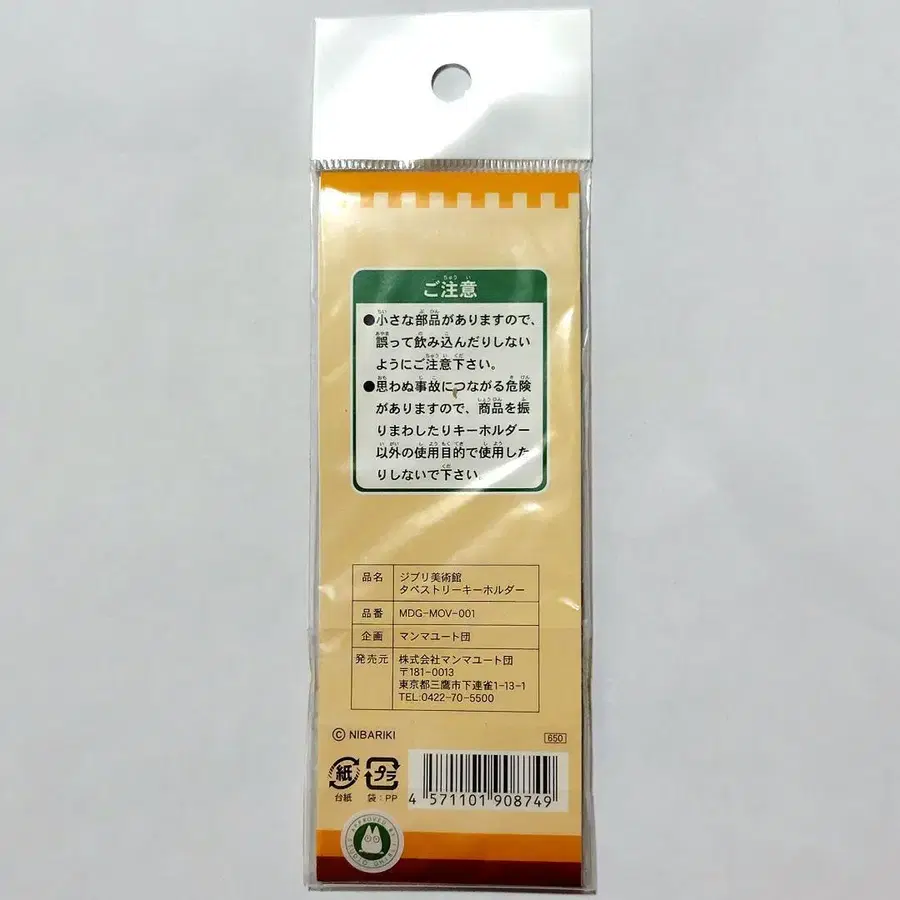 ご注意
●小さな部品がありますので、
誤って飲み込んだりしない
ようにご注意下さい。
●思わぬ事故につながる危険
がありますので、商品を振
りまわしたりキーホルダー
以外の使用目的で使用した
りしないで下さい。
品名 ジブリ美術館
タペストリーキーホルダー
品番 MDG-MOV-001
企画 マンマユート団
発売元 株式会社マンマユート団
〒181-0013
東京都三鷹市下連雀1-13-1
TEL:0422-70-5500
© NIBARIKI
650
紙 プラ
台紙 袋:PP
4 571101 908749